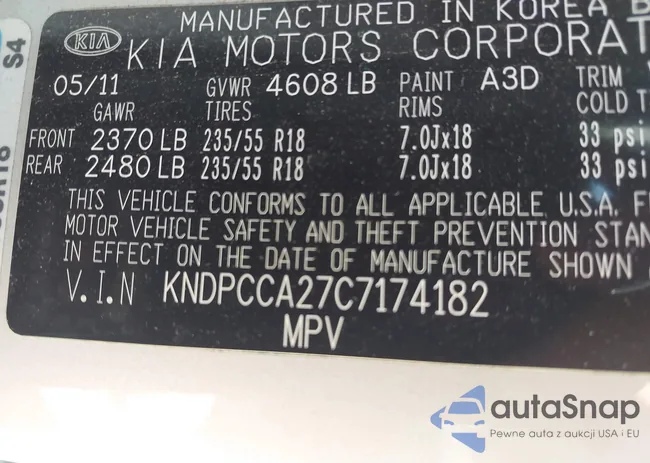 MANUFACTURED IN KOREA B
KIA KIA MOTORS CORPORAT
05/11 GVWR 4608 LB PAINT A3D TRIM
GAWR TIRES RIMS COLD T
FRONT 2370 LB 235/55 R18 7.0Jx18 33 psi
REAR 2480 LB 235/55 R18 7.0Jx18 33 psi
THIS VEHICLE CONFORMS TO ALL APPLICABLE U.S.A. F
MOTOR VEHICLE SAFETY AND THEFT PREVENTION STAN
IN EFFECT ON THE DATE OF MANUFACTURE SHOWN
V.I.N KNDPCCA27C7174182
MPV
S4
autaSnap
Pewne auta z aukcji USA i EU